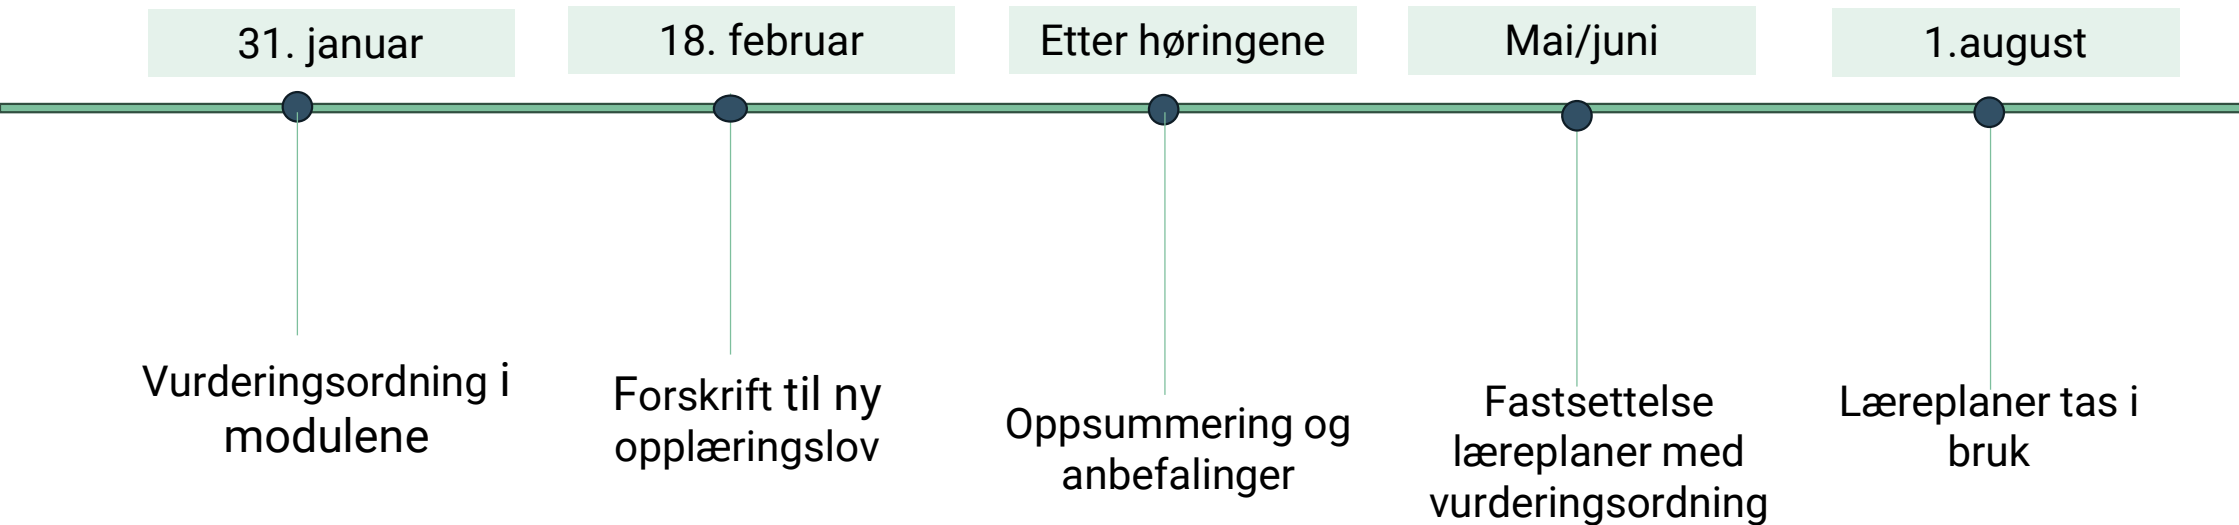 31. januar
18. februar
Etter høringene
Mai/juni
1.august
Vurderingsordning i
modulene
Forskrift til ny
opplæringslov
Oppsummering og
anbefalinger
Fastsettelse
læreplaner med
vurderingsordning
Læreplaner tas i
bruk